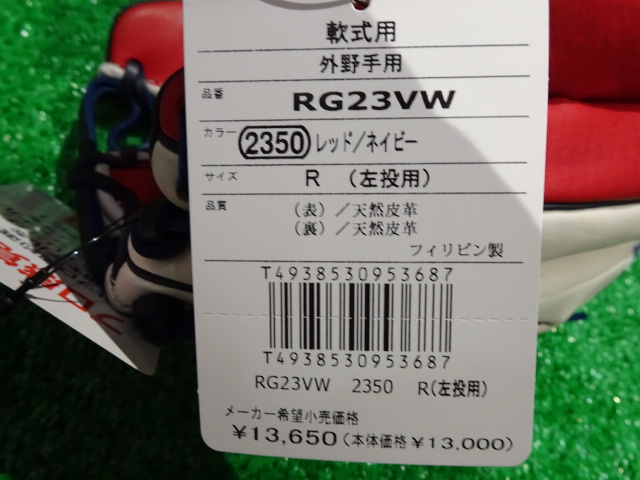 軟式用
外野手用
品番 RG23VW
カラー 2350 レッド/ネイビー
サイズ R (左投用)
品質 (表)/天然皮革
(裏)/天然皮革
フィリピン製
T4938530953687
T4938530953687
RG23VW 2350 R(左投用)
メーカー希望小売価格
¥13,650(本体価格¥13,000)